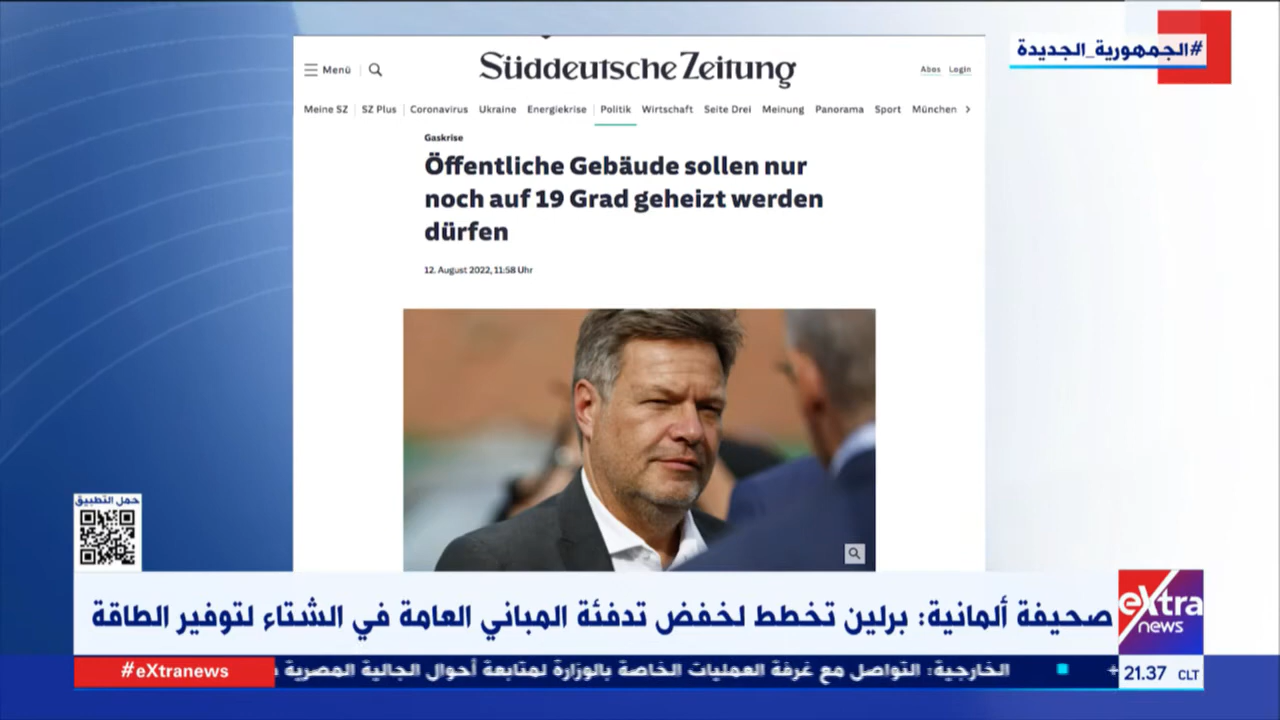 #الجمهورية_الجديدة
Menü
Süddeutsche Zeitung
Abos Login
Meine SZ SZ Plus Coronavirus Ukraine Energiekrise Politik Wirtschaft Seite Drei Meinung Panorama Sport München
Gaskrise
Öffentliche Gebäude sollen nur
noch auf 19 Grad geheizt werden
dürfen
12. August 2022, 11:58 Uhr
حمل التطبيق
صحيفة ألمانية: برلين تخطط لخفض تدفئة المباني العامة في الشتاء لتوفير الطاقة
eXtra
news
#eXtranews
الخارجية: التواصل مع غرفة العمليات الخاصة بالوزارة لمتابعة أحوال الجالية المصرية
21.37 CLT